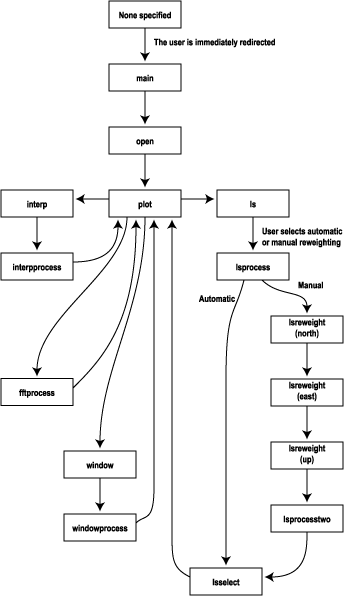 None specified
The user is immediately redirected
main
open
interp
plot
ls
User selects automatic
or manual reweighting
interpprocess
lsprocess
Automatic
Manual
lsreweight
(north)
fftprocess
lsreweight
(east)
window
lsreweight
(up)
windowprocess
lsprocesstwo
lsselect